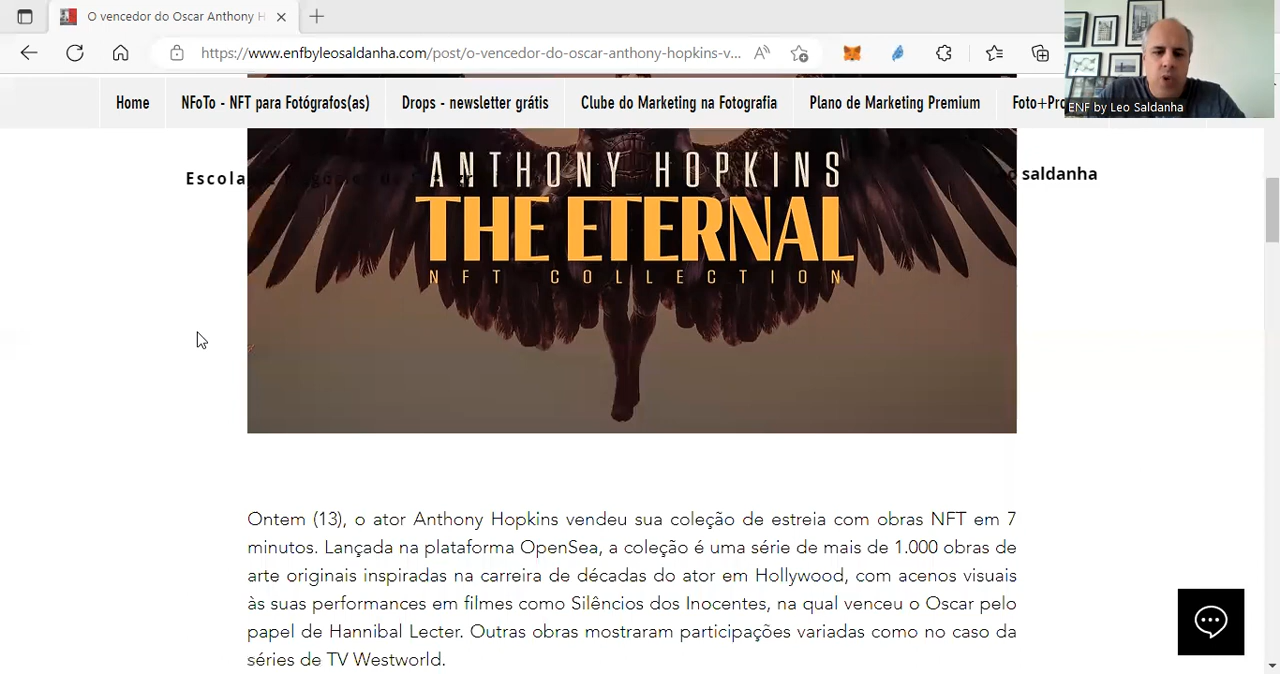 O vencedor do Oscar Anthony H
https://www.enfbyleosaldanha.com/post/o-vencedor-do-oscar-anthony-hopkins-v...
Home
NFoTo - NFT para Fotógrafos(as)
Drops - newsletter grátis
Clube do Marketing na Fotografia
Plano de Marketing Premium
Foto+Pro
ENF by Leo Saldanha
Escola
saldanha
ANTHONY HOPKINS
THE ETERNAL
NFT COLLECTION
Ontem (13), o ator Anthony Hopkins vendeu sua coleção de estreia com obras NFT em 7
minutos. Lançada na plataforma OpenSea, a coleção é uma série de mais de 1.000 obras de
arte originais inspiradas na carreira de décadas do ator em Hollywood, com acenos visuais
às suas performances em filmes como Silêncios dos Inocentes, na qual venceu o Oscar pelo
papel de Hannibal Lecter. Outras obras mostraram participações variadas como no caso da
séries de TV Westworld.